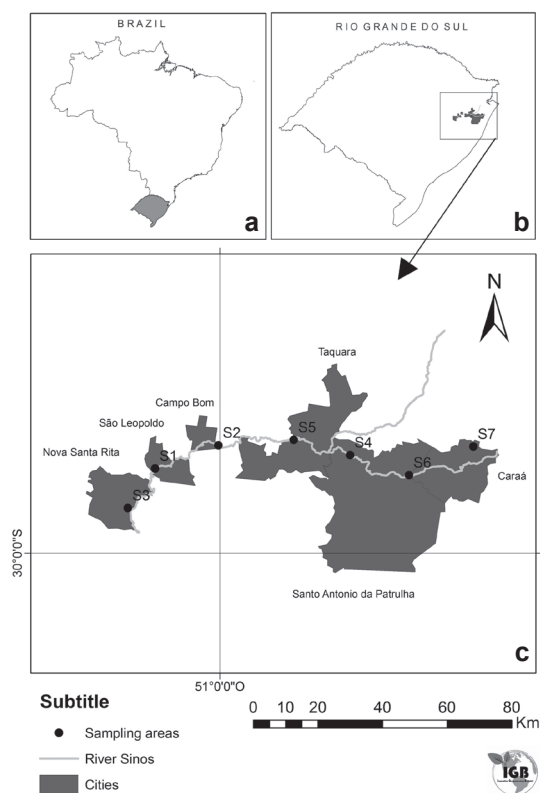 BRAZIL
a
RIO GRANDE DO SUL
b
N
Taquara
Campo Bom
São Leopoldo
Nova Santa Rita
S1
S2
S3
S4
S5
S6
S7
Caraá
Santo Antonio da Patrulha
30°0'0"S
51°0'0"O
c
Subtitle
Sampling areas
River Sinos
Cities
0 10 20 40 60 80
Km
IGB